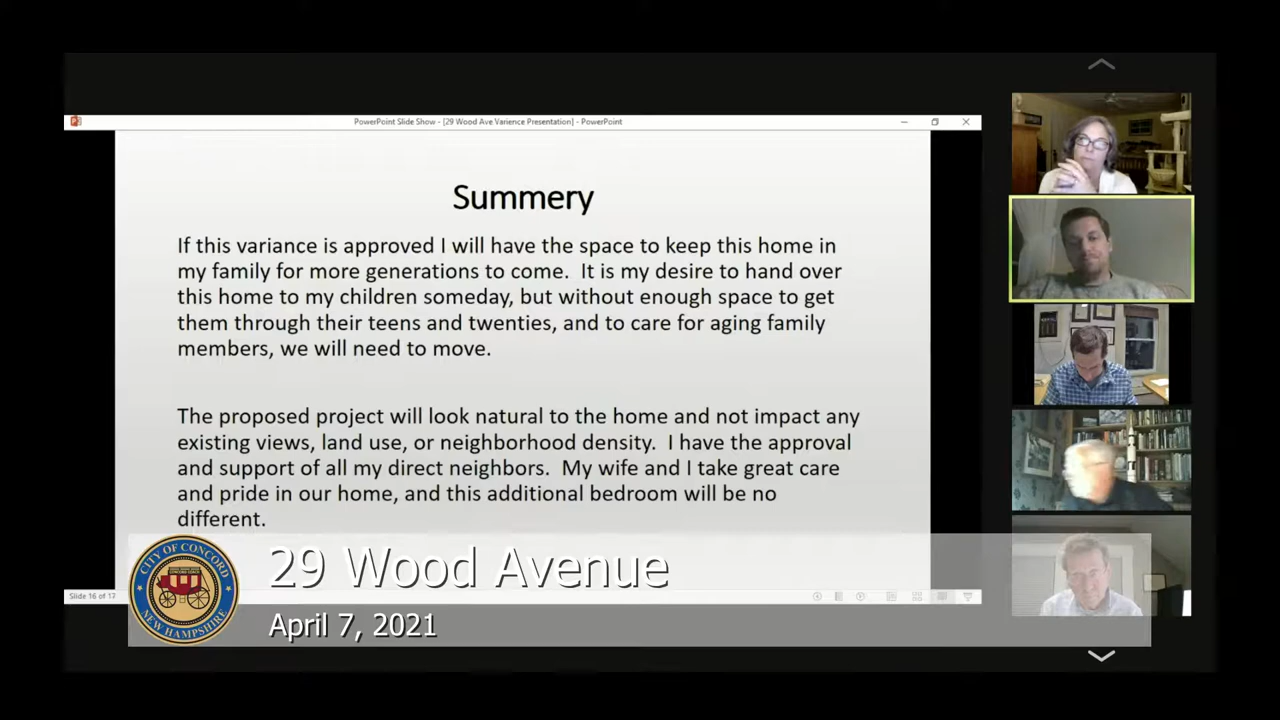 PowerPoint Slide Show - [29 Wood Ave Varience Presentation] - PowerPoint
Summery
If this variance is approved I will have the space to keep this home in
my family for more generations to come. It is my desire to hand over
this home to my children someday, but without enough space to get
them through their teens and twenties, and to care for aging family
members, we will need to move.
The proposed project will look natural to the home and not impact any
existing views, land use, or neighborhood density. I have the approval
and support of all my direct neighbors. My wife and I take great care
and pride in our home, and this additional bedroom will be no
different.
29 Wood Avenue
April 7, 2021
CITY OF CONCORD
NEW HAMPSHIRE
Slide 16 of 17